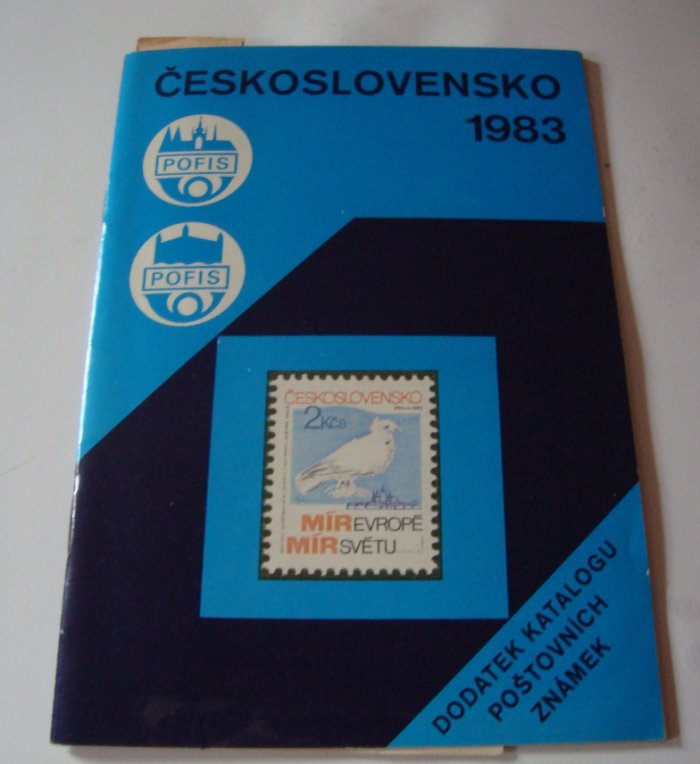 ČESKOSLOVENSKO
1983
POFIS
POFIS
ČESKOSLOVENSKO
2Kčs
MÍR EVROPĚ
MÍR SVĚTU
DODATEK KATALOGU
POŠTOVNÍCH
ZNÁMEK